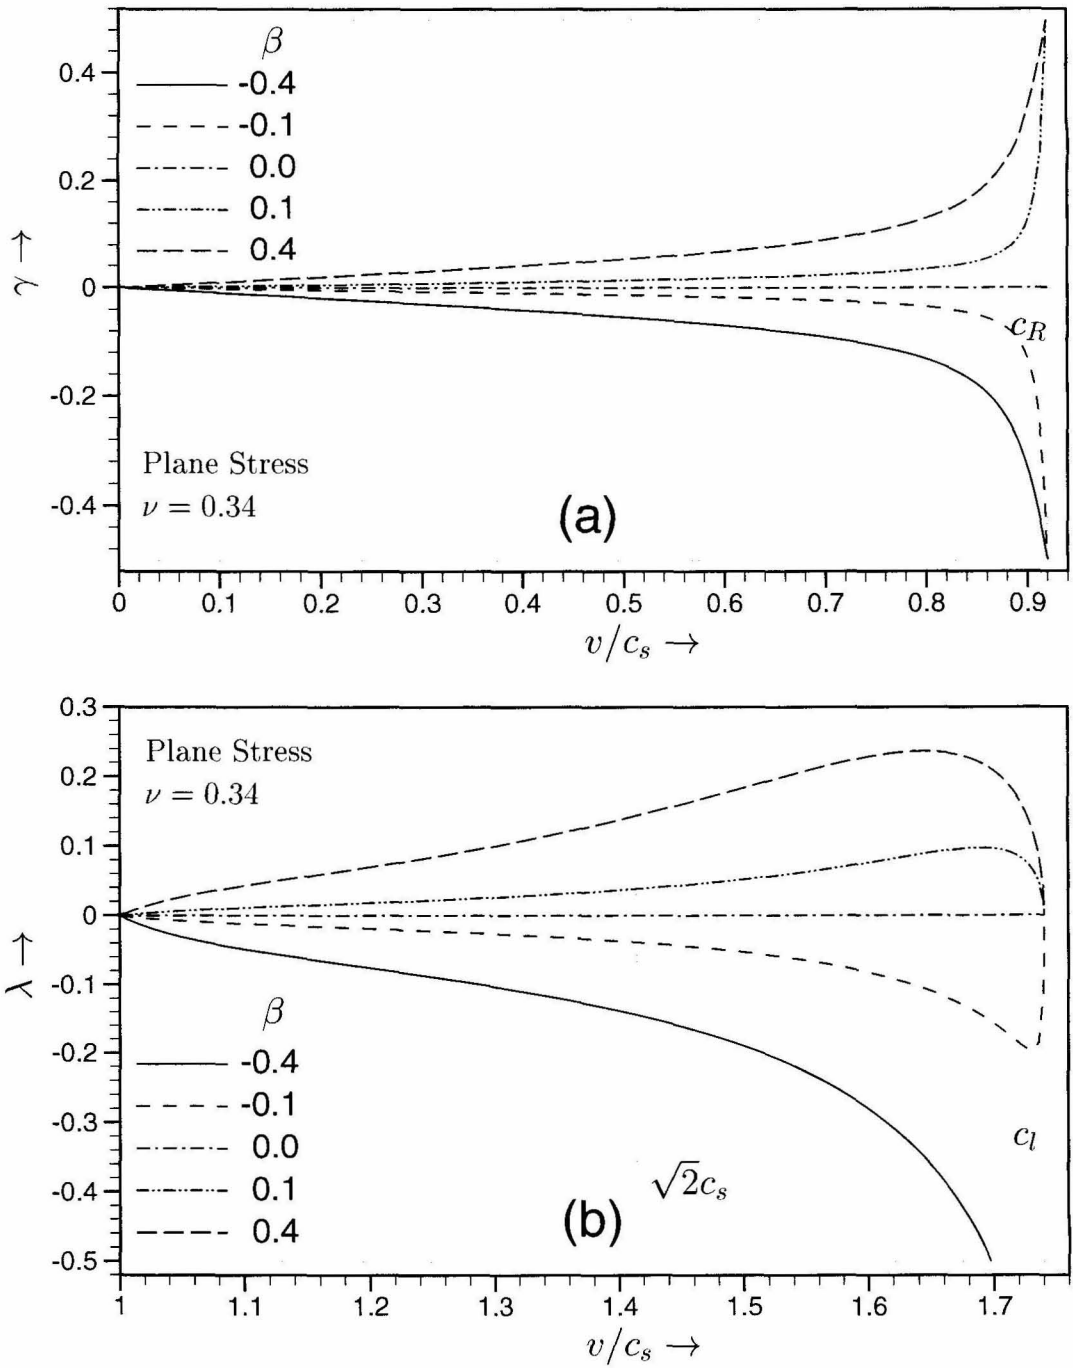 β
-0.4
-0.1
0.0
0.1
0.4
0.4
0.2
0
-0.2
-0.4
γ →
c_R
Plane Stress
ν = 0.34
(a)
0 0.1 0.2 0.3 0.4 0.5 0.6 0.7 0.8 0.9
v/c_s →
0.3
0.2
0.1
0
-0.1
-0.2
-0.3
-0.4
-0.5
λ →
Plane Stress
ν = 0.34
β
-0.4
-0.1
0.0
0.1
0.4
c_l
√2c_s
(b)
1 1.1 1.2 1.3 1.4 1.5 1.6 1.7
v/c_s →